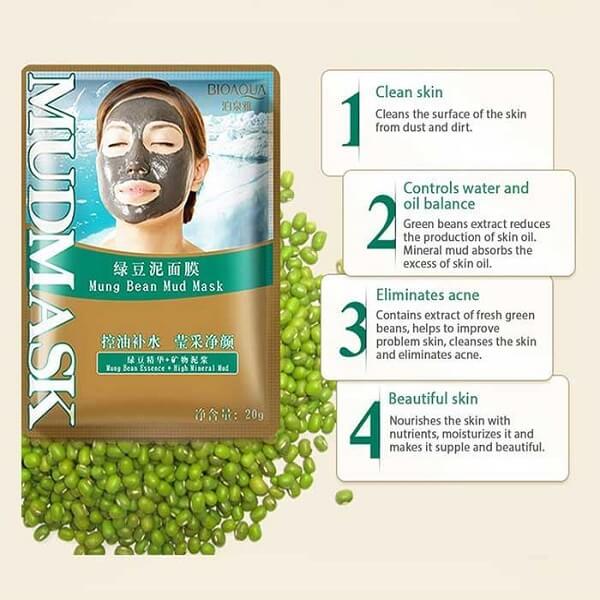 MUDMASK
BIOAQUA
泊泉雅
绿豆泥面膜
Mung Bean Mud Mask
控油补水 莹采净颜
绿豆精华+矿物泥浆
Mung Bean Essence + High Mineral Mud
净含量: 20g
1
Clean skin
Cleans the surface of the skin
from dust and dirt.
2
Controls water and
oil balance
Green beans extract reduces
the production of skin oil.
Mineral mud absorbs the
excess of skin oil.
3
Eliminates acne
Contains extract of fresh green
beans, helps to improve
problem skin, cleanses the skin
and eliminates acne.
4
Beautiful skin
Nourishes the skin with
nutrients, moisturizes it and
makes it supple and beautiful.